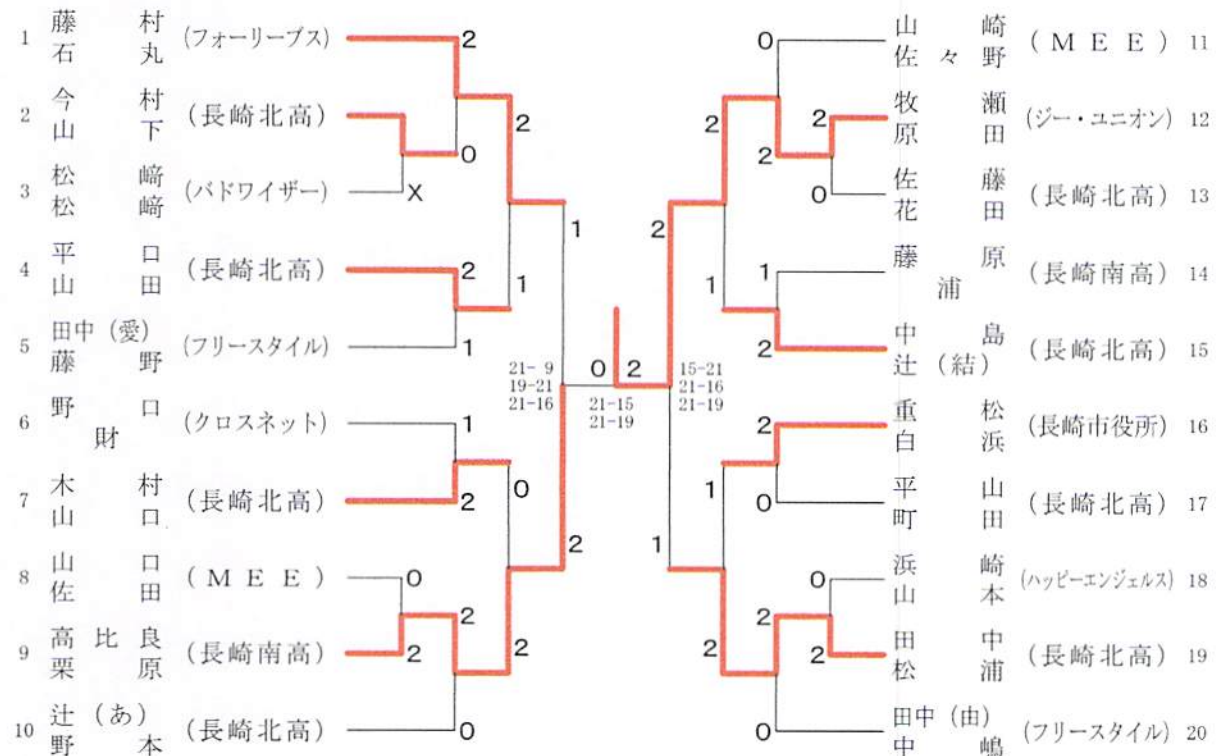 1 藤村 石丸 (フォーリーブス) 2
2 今村 山下 (長崎北高) 0 2
3 松﨑 松﨑 (バドワイザー) X
4 平口 山田 (長崎北高) 2 1 1
5 田中(愛) 藤野 (フリースタイル) 1
21- 9
19-21
21-16
0 2
21-15
21-19
6 野口 財 (クロスネット) 1
7 木村 山口 (長崎北高) 2 0 2
8 山口 佐田 (MEE) 0
9 高比良 栗原 (長崎南高) 2 2 2
10 辻(あ) 野本 (長崎北高) 0
0 山崎 佐々野 (MEE) 11
2 2 2 牧瀬 原田 (ジー・ユニオン) 12
0 佐藤 花田 (長崎北高) 13
2 1 1 藤原 浦 (長崎南高) 14
2 中島 辻(結) (長崎北高) 15
15-21
21-16
21-19
2 重松 白浜 (長崎市役所) 16
1 0 平山 町田 (長崎北高) 17
1 0 浜崎 山本 (ハッピーエンジェルス) 18
2 2 2 田中 松浦 (長崎北高) 19
0 田中(由) 中嶋 (フリースタイル) 20